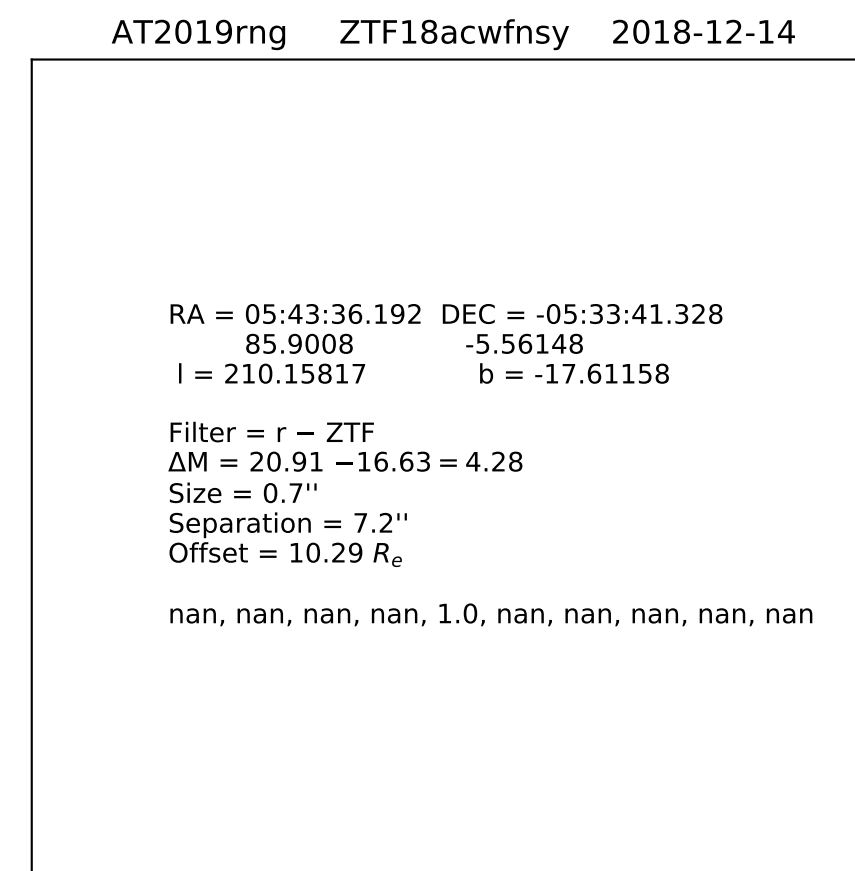 AT2019rng ZTF18acwfnsy 2018-12-14
RA = 05:43:36.192 DEC = -05:33:41.328
85.9008 -5.56148
l = 210.15817 b = -17.61158
Filter = r − ZTF
ΔM = 20.91 −16.63 = 4.28
Size = 0.7''
Separation = 7.2''
Offset = 10.29 Rₑ
nan, nan, nan, nan, 1.0, nan, nan, nan, nan, nan